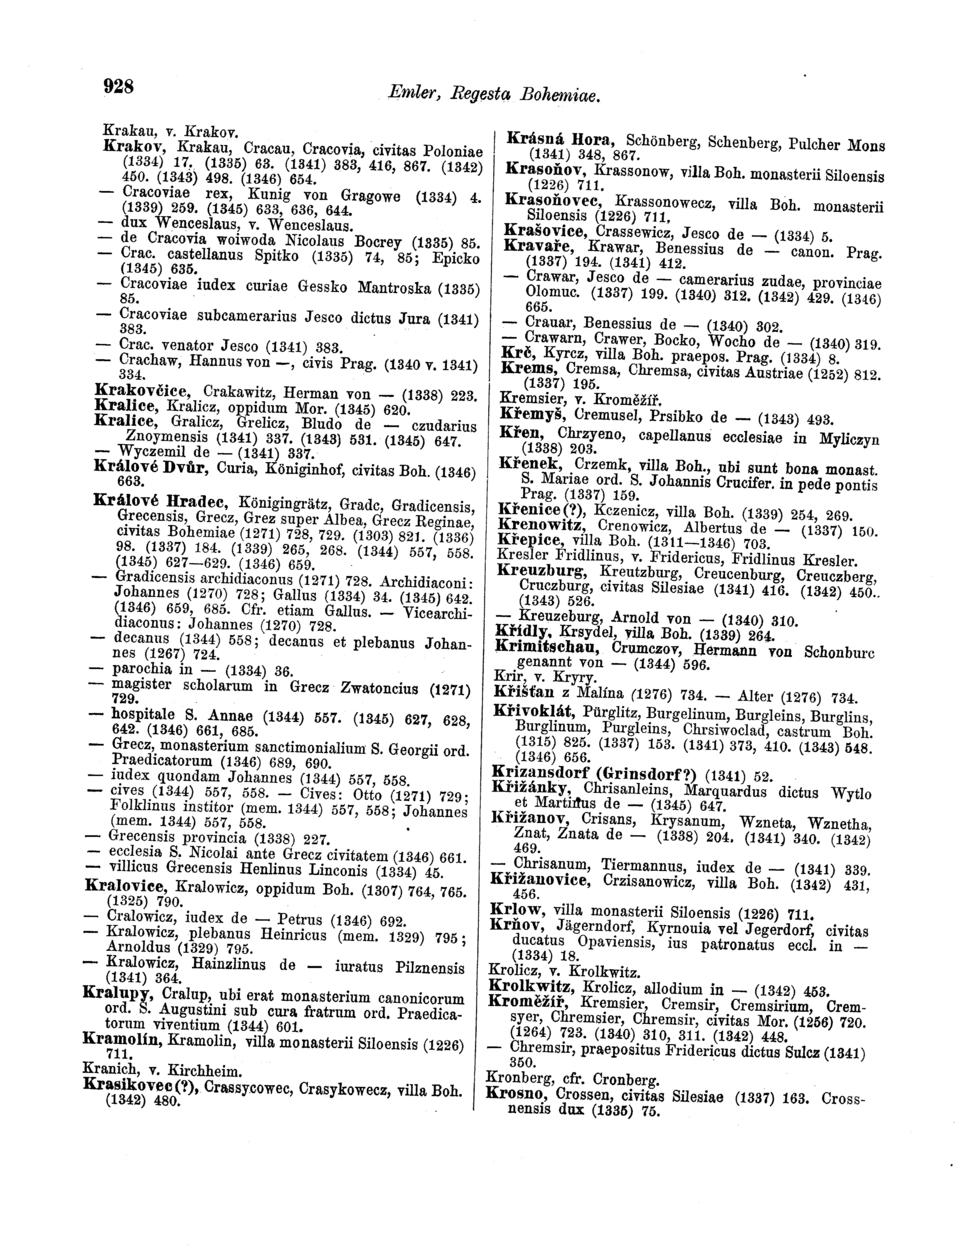 928
Emler, Regesta Bohemiae.
Krakau, v. Krakov.
Krakov, Krakau, Cracau, Cracovia, civitas Poloniae
(1334) 17. (1335) 63. (1341) 383, 416, 867. (1342)
450. (1343) 498. (1346) 654.
— Cracoviae rex, Kunig von Gragowe (1334) 4.
(1339) 259. (1345) 633, 636, 644.
— dux Wenceslaus, v. Wenceslaus.
— de Cracovia woiwoda Nicolaus Bocrey (1335) 85.
— Crac. castellanus Spitko (1335) 74, 85; Epicko
(1345) 635.
— Cracoviae iudex curiae Gessko Mantroska (1335)
85.
— Cracoviae subcamerarius Jesco dictus Jura (1341)
383.
— Crac. venator Jesco (1341) 383.
— Crachaw, Hannus von —, civis Prag. (1340 v. 1341)
334.
Krakovčice, Crakawitz, Herman von — (1338) 223.
Kralice, Kralicz, oppidum Mor. (1345) 620.
Kralice, Gralicz, Grelicz, Bludo de — czudarius
Znoymensis (1341) 337. (1343) 531. (1345) 647.
— Wyczemil de — (1341) 337.
Králové Dvůr, Curia, Königinhof, civitas Boh. (1346)
663.
Králové Hradec, Königingrätz, Gradc, Gradicensis,
Grecensis, Grecz, Grez super Albea, Grecz Reginae,
civitas Bohemiae (1271) 728, 729. (1303) 821. (1336)
98. (1337) 184. (1339) 265, 268. (1344) 557, 558.
(1345) 627—629. (1346) 659.
— Gradicensis archidiaconus (1271) 728. Archidiaconi:
Johannes (1270) 728; Gallus (1334) 34. (1345) 642.
(1346) 659, 685. Cfr. etiam Gallus. — Vicearchi-
diaconus: Johannes (1270) 728.
— decanus (1344) 558; decanus et plebanus Johan-
nes (1267) 724.
— parochia in — (1334) 36.
— magister scholarum in Grecz Zwatoncius (1271)
729.
— hospitale S. Annae (1344) 557. (1345) 627, 628,
642. (1346) 661, 685.
— Grecz, monasterium sanctimonialium S. Georgii ord.
Praedicatorum (1346) 689, 690.
— iudex quondam Johannes (1344) 557, 558.
— cives (1344) 557, 558. — Cives: Otto (1271) 729;
Folklinus institor (mem. 1344) 557, 558; Johannes
(mem. 1344) 557, 558.
— Grecensis provincia (1338) 227.
— ecclesia S. Nicolai ante Grecz civitatem (1346) 661.
— villicus Grecensis Henlinus Linconis (1334) 45.
Kralovice, Kralowicz, oppidum Boh. (1307) 764, 765.
(1325) 790.
— Cralowicz, iudex de — Petrus (1346) 692.
— Kralowicz, plebanus Heinricus (mem. 1329) 795;
Arnoldus (1329) 795.
— Kralowicz, Hainzlinus de — iuratus Pilznensis
(1341) 364.
Kralupy, Cralup, ubi erat monasterium canonicorum
ord. S. Augustini sub cura fratrum ord. Praedica-
torum viventium (1344) 601.
Kramolín, Kramolin, villa monasterii Siloensis (1226)
711.
Kranich, v. Kirchheim.
Krasikovec(?), Crassycowec, Crasykowecz, villa Boh.
(1342) 480.
Krásná Hora, Schönberg, Schenberg, Pulcher Mons
(1341) 348, 867.
Krasoňov, Krassonow, villa Boh. monasterii Siloensis
(1226) 711.
Krasoňovec, Krassonowecz, villa Boh. monasterii
Siloensis (1226) 711.
Krašovice, Crassewicz, Jesco de — (1334) 5.
Kravaře, Krawar, Benessius de — canon. Prag.
(1337) 194. (1341) 412.
— Crawar, Jesco de — camerarius zudae, provinciae
Olomuc. (1337) 199. (1340) 312. (1342) 429. (1346)
665.
— Crauar, Benessius de — (1340) 302.
— Crawarn, Crawer, Bocko, Wocho de — (1340) 319.
Krč, Kyrcz, villa Boh. praepos. Prag. (1334) 8.
Krems, Cremsa, Chremsa, civitas Austriae (1252) 812.
(1337) 195.
Kremsier, v. Kroměžíř.
Křemyš, Cremusel, Prsibko de — (1343) 493.
Křen, Chrzyeno, capellanus ecclesiae in Myliczyn
(1338) 203.
Křenek, Crzemk, villa Boh., ubi sunt bona monast.
S. Mariae ord. S. Johannis Crucifer. in pede pontis
Prag. (1337) 159.
Křenice(?), Kczenicz, villa Boh. (1339) 254, 269.
Krenowitz, Crenowicz, Albertus de — (1337) 150.
Křepice, villa Boh. (1311—1346) 703.
Kresler Fridlinus, v. Fridericus, Fridlinus Kresler.
Kreuzburg, Kreutzburg, Creucenburg, Creuczberg,
Cruczburg, civitas Silesiae (1341) 416. (1342) 450..
(1343) 526.
— Kreuzeburg, Arnold von — (1340) 310.
Křídly, Krsydel, villa Boh. (1339) 264.
Krimitschau, Crumczov, Hermann von Schonburc
genannt von — (1344) 596.
Krir, v. Kryry.
Křišťan z Malína (1276) 734. — Alter (1276) 734.
Křivoklát, Pürglitz, Burgelinum, Burgleins, Burglins,
Burglinum, Purgleins, Chrsiwoclad, castrum Boh.
(1315) 825. (1337) 153. (1341) 373, 410. (1343) 548.
(1346) 656.
Krizansdorf (Grinsdorf?) (1341) 52.
Křižánky, Chrisanleins, Marquardus dictus Wytlo
et Martinus de — (1345) 647.
Křižanov, Crisans, Krysanum, Wzneta, Wznetha,
Znat, Znata de — (1338) 204. (1341) 340. (1342)
469.
— Chrisanum, Tiermannus, iudex de — (1341) 339.
Křižanovice, Crzisanowicz, villa Boh. (1342) 431,
456.
Krlow, villa monasterii Siloensis (1226) 711.
Krňov, Jägerndorf, Kyrnouia vel Jegerdorf, civitas
ducatus Opaviensis, ius patronatus eccl. in —
(1334) 18.
Krolicz, v. Krolkwitz.
Krolkwitz, Krolicz, allodium in — (1342) 453.
Kroměžíř, Kremsier, Cremsir, Cremsirium, Crem-
syer, Chremsier, Chremsir, civitas Mor. (1256) 720.
(1264) 723. (1340) 310, 311. (1342) 448.
— Chremsir, praepositus Fridericus dictus Sulcz (1341)
350.
Kronberg, cfr. Cronberg.
Krosno, Crossen, civitas Silesiae (1337) 163. Cross-
nensis dux (1335) 75.